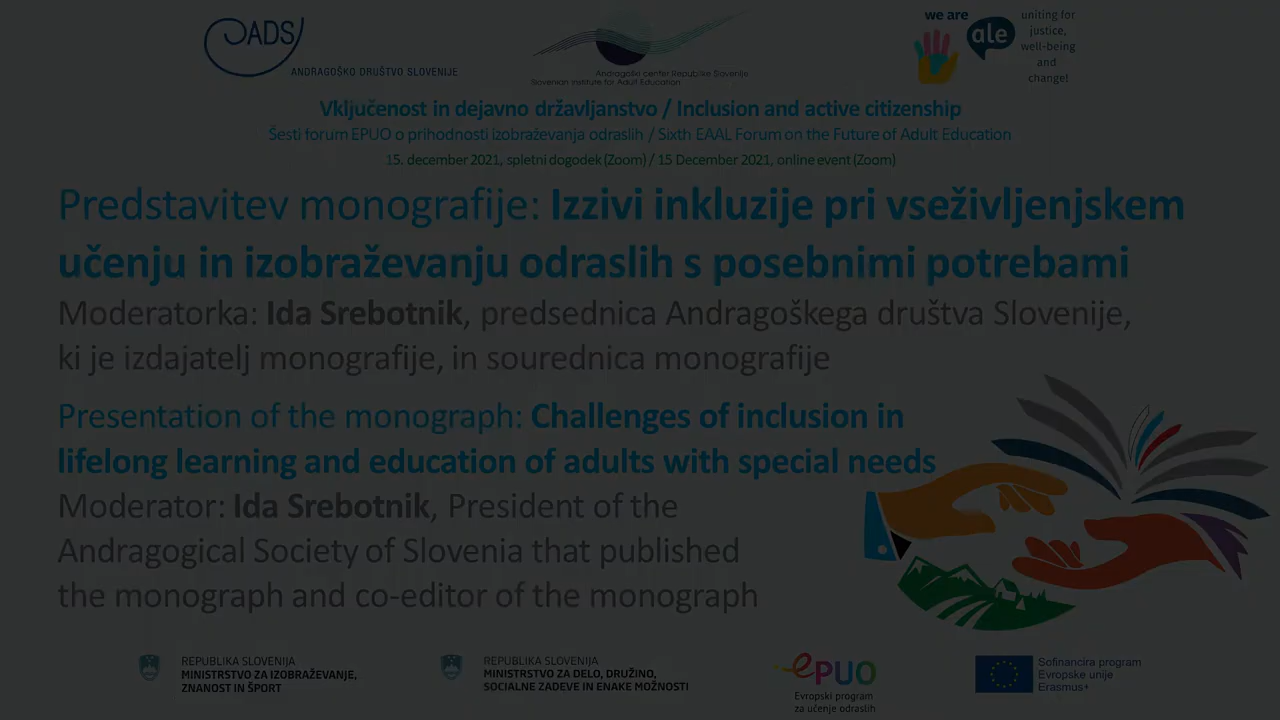 ADS
ANDRAGOŠKO DRUŠTVO SLOVENIJE
Andragoški center Republike Slovenije
Slovenian Institute for Adult Education
we are
ale
uniting for
justice,
well-being
and
change!
Vključenost in dejavno državljanstvo / Inclusion and active citizenship
Šesti forum EPUO o prihodnosti izobraževanja odraslih / Sixth EAAL Forum on the Future of Adult Education
15. december 2021, spletni dogodek (Zoom) / 15 December 2021, online event (Zoom)
Predstavitev monografije: Izzivi inkluzije pri vseživljenjskem
učenju in izobraževanju odraslih s posebnimi potrebami
Moderatorka: Ida Srebotnik, predsednica Andragoškega društva Slovenije,
ki je izdajatelj monografije, in sourednica monografije
Presentation of the monograph: Challenges of inclusion in
lifelong learning and education of adults with special needs
Moderator: Ida Srebotnik, President of the
Andragogical Society of Slovenia that published
the monograph and co-editor of the monograph
REPUBLIKA SLOVENIJA
MINISTRSTVO ZA IZOBRAŽEVANJE,
ZNANOST IN ŠPORT
REPUBLIKA SLOVENIJA
MINISTRSTVO ZA DELO, DRUŽINO,
SOCIALNE ZADEVE IN ENAKE MOŽNOSTI
ePUO
Evropski program
za učenje odraslih
Sofinancira program
Evropske unije
Erasmus+